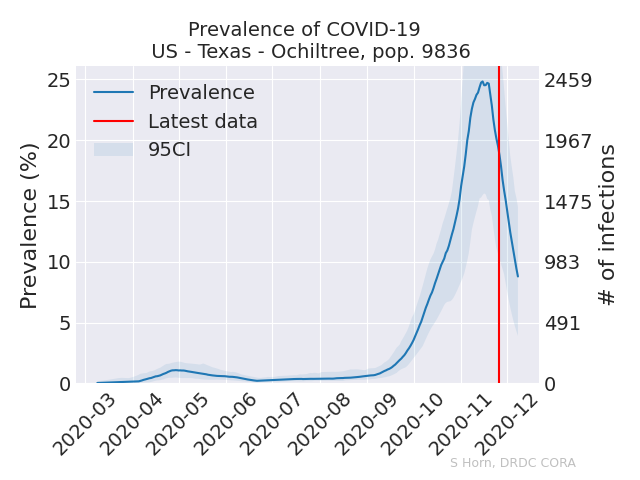 Prevalence of COVID-19
US - Texas - Ochiltree, pop. 9836
Prevalence
Latest data
95CI
Prevalence (%)
25
20
15
10
5
0
2459
1967
1475
983
491
0
# of infections
2020-03
2020-04
2020-05
2020-06
2020-07
2020-08
2020-09
2020-10
2020-11
2020-12
S Horn, DRDC CORA